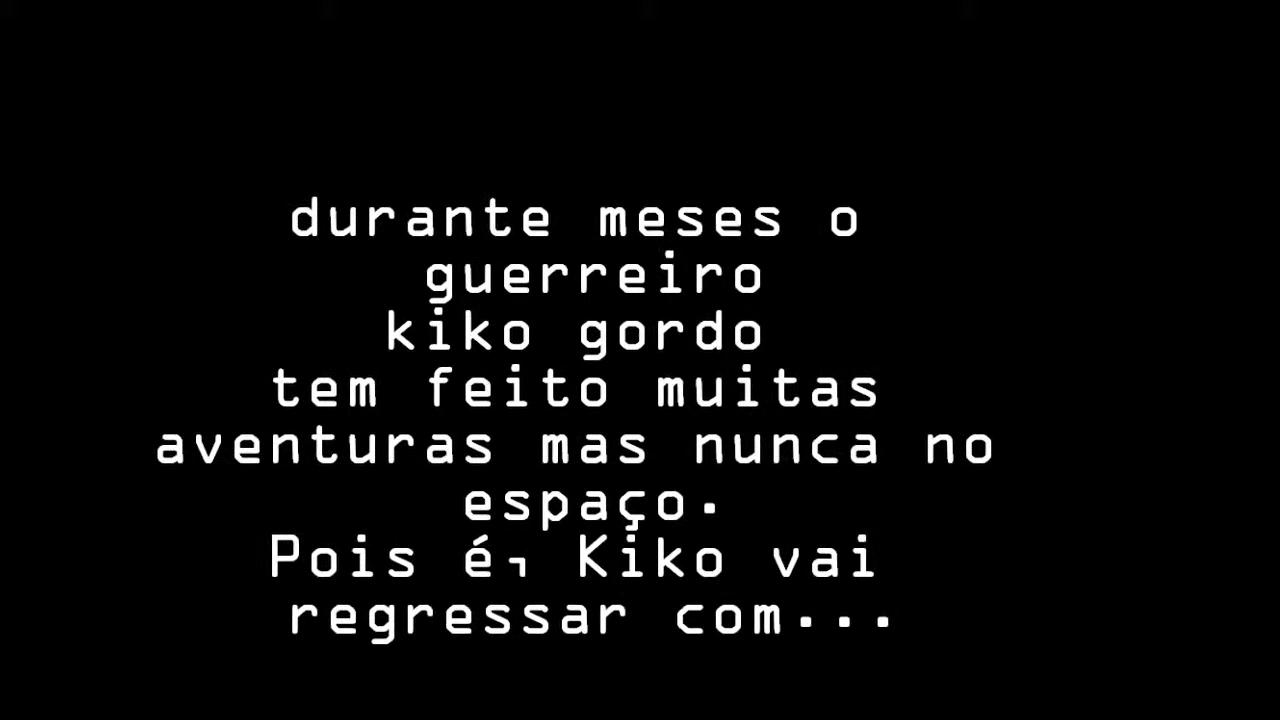 durante meses o
guerreiro
kiko gordo
tem feito muitas
aventuras mas nunca no
espaço.
Pois é, Kiko vai
regressar com...